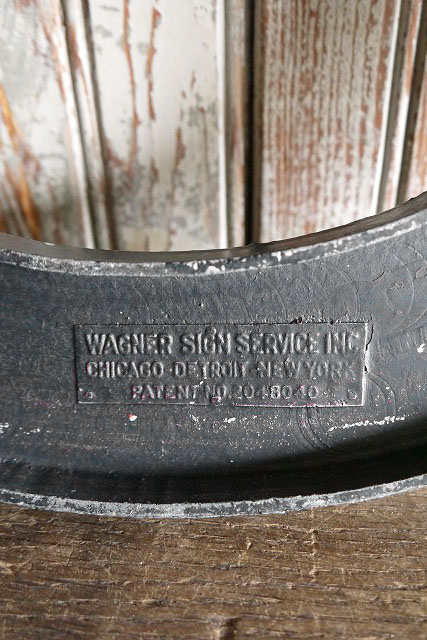 WAGNER SIGN SERVICE INC
CHICAGO DETROIT NEW YORK
PATENT NO. 2048040